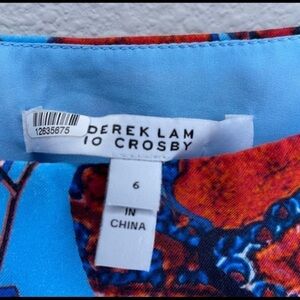 12635675
DEREK LAM
10 CROSBY
6
IN
CHINA